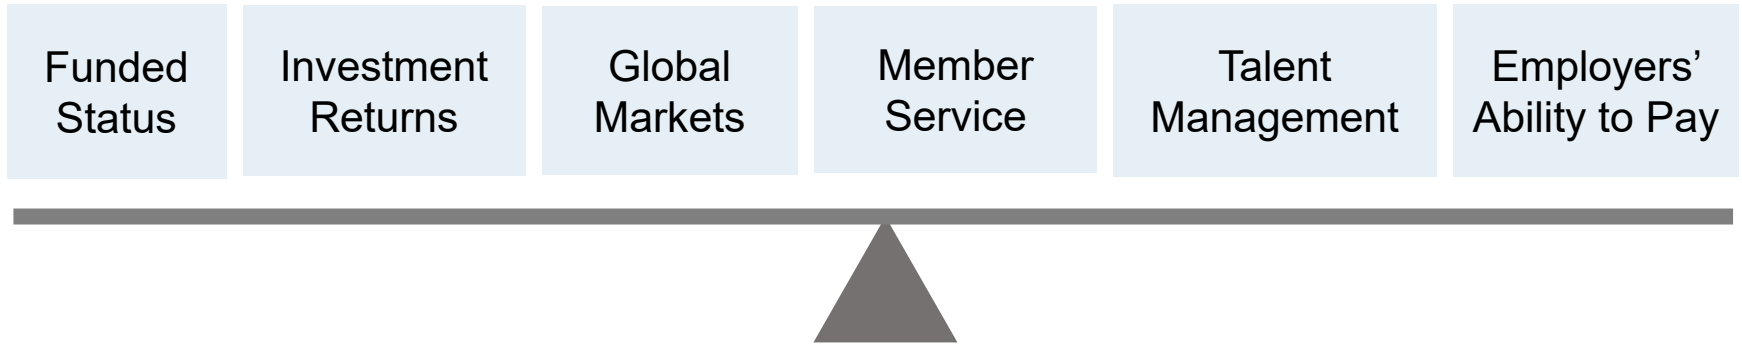 Funded
Status
Investment
Returns
Global
Markets
Member
Service
Talent
Management
Employers’
Ability to Pay